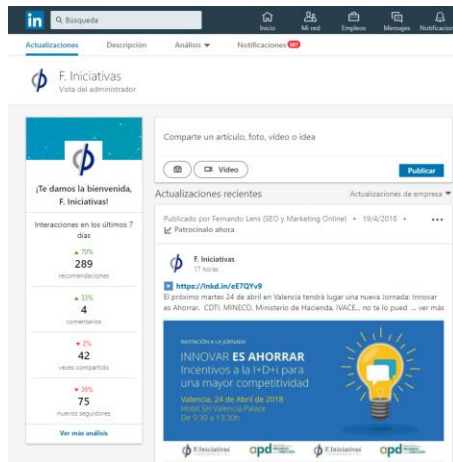 in Búsqueda
Inicio Mi red Empleos Mensajes Notificacion
Actualizaciones Descripción Análisis Notificaciones
F. Iniciativas
Vista del administrador
¡Te damos la bienvenida,
F. Iniciativas!
Interacciones en los últimos 7
días
70%
289
recomendaciones
33%
4
comentarios
2%
42
veces compartido
38%
75
nuevos seguidores
Ver más análisis
Comparte un artículo, foto, vídeo o idea
Vídeo
Publicar
Actualizaciones recientes Actualizaciones de empresa
Publicado por Fernando Lens (SEO y Marketing Online) • 19/4/2018 •
Patrocínalo ahora
F. Iniciativas
17 horas
https://lnkd.in/eE7QYv9
El próximo martes 24 de abril en Valencia tendrá lugar una nueva Jornada: Innovar
es Ahorrar. CDTI, MINECO, Ministerio de Hacienda, IVACE... no te lo pued ... ver más
INVITACIÓN A LA JORNADA
INNOVAR ES AHORRAR
Incentivos a la I+D+i para
una mayor competitividad
Valencia, 24 de Abril de 2018
Hotel SH Valencia Palace
De 9:30 a 13:30h
F. Iniciativas apd F. Iniciativas apd